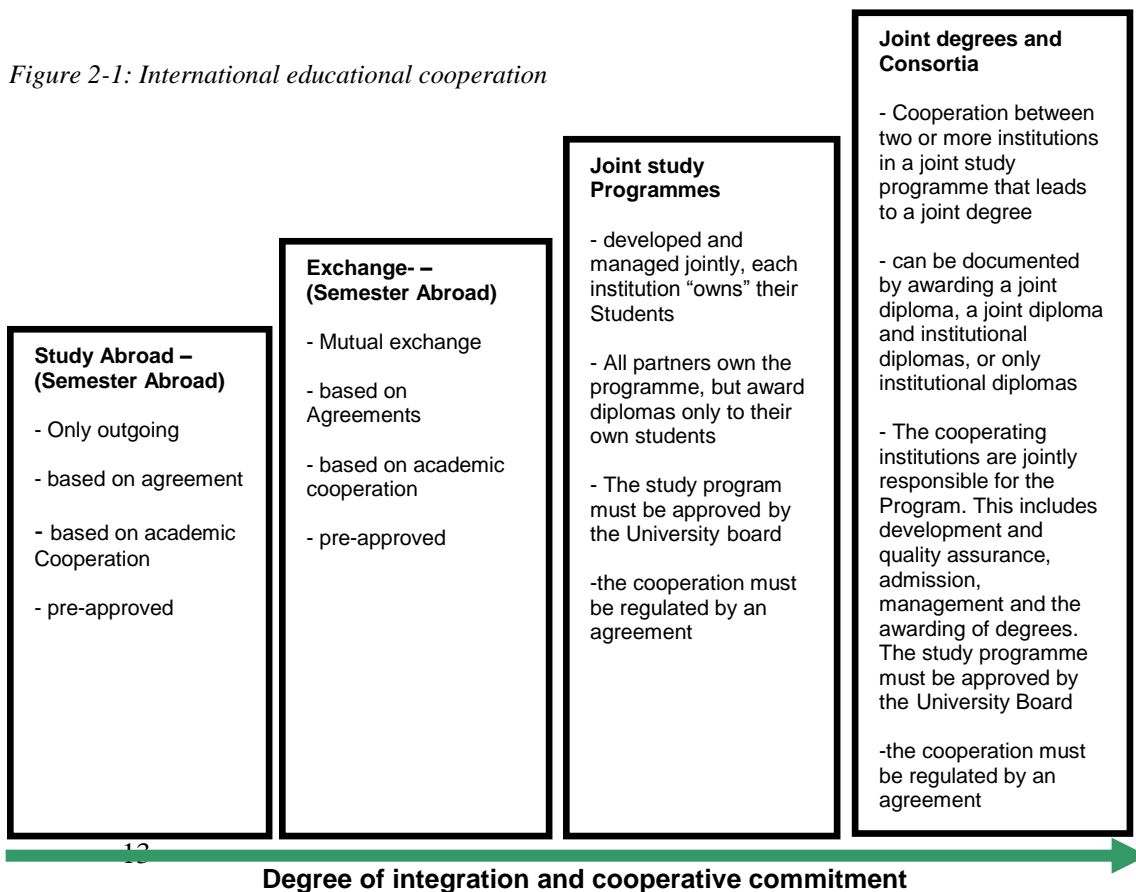 Figure 2-1: International educational cooperation
Study Abroad –
(Semester Abroad)
- Only outgoing
- based on agreement
- based on academic
Cooperation
- pre-approved
Exchange- –
(Semester Abroad)
- Mutual exchange
- based on
Agreements
- based on academic
cooperation
- pre-approved
Joint study
Programmes
- developed and
managed jointly, each
institution “owns” their
Students
- All partners own the
programme, but award
diplomas only to their
own students
- The study program
must be approved by
the University board
-the cooperation must
be regulated by an
agreement
Joint degrees and
Consortia
- Cooperation between
two or more institutions
in a joint study
programme that leads
to a joint degree
- can be documented
by awarding a joint
diploma, a joint diploma
and institutional
diplomas, or only
institutional diplomas
- The cooperating
institutions are jointly
responsible for the
Program. This includes
development and
quality assurance,
admission,
management and the
awarding of degrees.
The study programme
must be approved by
the University Board
-the cooperation must
be regulated by an
agreement
Degree of integration and cooperative commitment